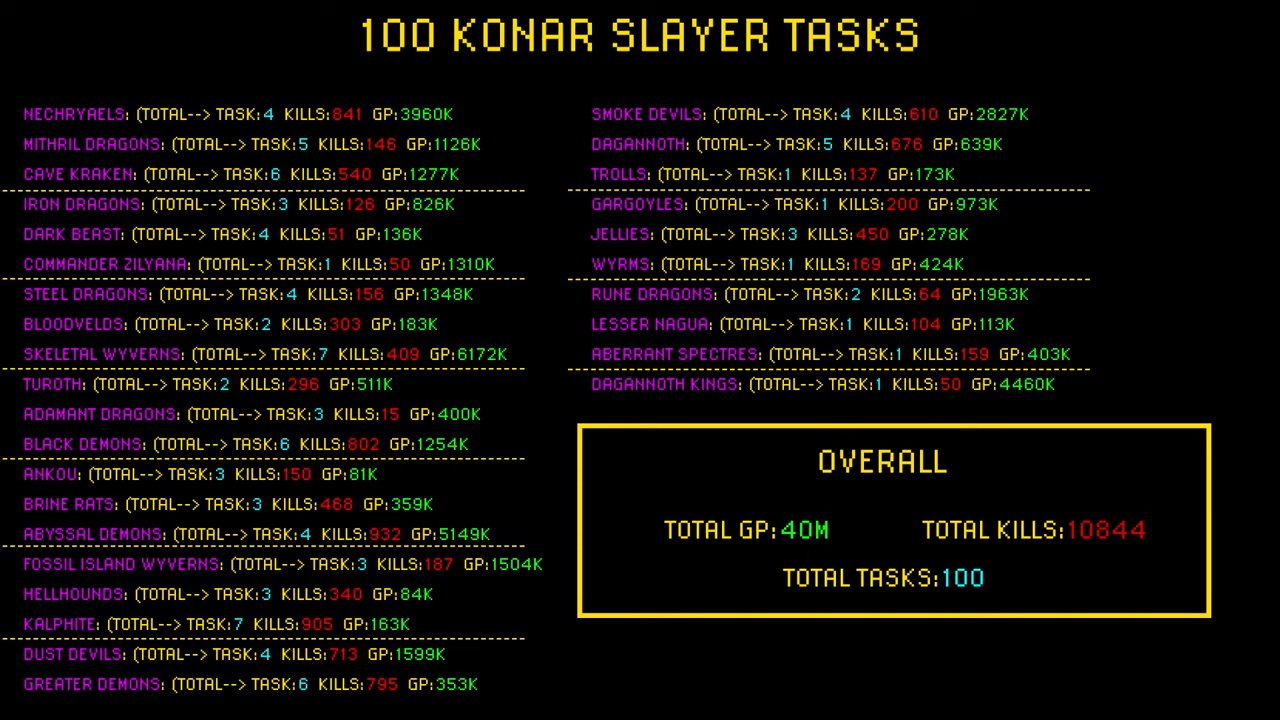 100 KONAR SLAYER TASKS
NECHRYAELS: (TOTAL--> TASK:4 KILLS:841 GP:3960K
MITHRIL DRAGONS: (TOTAL--> TASK:5 KILLS:146 GP:1126K
CAVE KRAKEN: (TOTAL--> TASK:6 KILLS:540 GP:1277K
IRON DRAGONS: (TOTAL--> TASK:3 KILLS:126 GP:826K
DARK BEAST: (TOTAL--> TASK:4 KILLS:51 GP:136K
COMMANDER ZILYANA: (TOTAL--> TASK:1 KILLS:50 GP:1310K
STEEL DRAGONS: (TOTAL--> TASK:4 KILLS:156 GP:1348K
BLOODVELDS: (TOTAL--> TASK:2 KILLS:303 GP:183K
SKELETAL WYVERNS: (TOTAL--> TASK:7 KILLS:409 GP:6172K
TUROTH: (TOTAL--> TASK:2 KILLS:296 GP:511K
ADAMANT DRAGONS: (TOTAL--> TASK:3 KILLS:15 GP:400K
BLACK DEMONS: (TOTAL--> TASK:6 KILLS:802 GP:1254K
ANKOU: (TOTAL--> TASK:3 KILLS:150 GP:81K
BRINE RATS: (TOTAL--> TASK:3 KILLS:468 GP:359K
ABYSSAL DEMONS: (TOTAL--> TASK:4 KILLS:932 GP:5149K
FOSSIL ISLAND WYVERNS: (TOTAL--> TASK:3 KILLS:187 GP:1504K
HELLHOUNDS: (TOTAL--> TASK:3 KILLS:340 GP:84K
KALPHITE: (TOTAL--> TASK:7 KILLS:905 GP:163K
DUST DEVILS: (TOTAL--> TASK:4 KILLS:713 GP:1599K
GREATER DEMONS: (TOTAL--> TASK:6 KILLS:795 GP:353K
SMOKE DEVILS: (TOTAL--> TASK:4 KILLS:610 GP:2827K
DAGANNOTH: (TOTAL--> TASK:5 KILLS:676 GP:639K
TROLLS: (TOTAL--> TASK:1 KILLS:137 GP:173K
GARGOYLES: (TOTAL--> TASK:1 KILLS:200 GP:973K
JELLIES: (TOTAL--> TASK:3 KILLS:450 GP:278K
WYRMS: (TOTAL--> TASK:1 KILLS:169 GP:424K
RUNE DRAGONS: (TOTAL--> TASK:2 KILLS:64 GP:1963K
LESSER NAGUA: (TOTAL--> TASK:1 KILLS:104 GP:113K
ABERRANT SPECTRES: (TOTAL--> TASK:1 KILLS:159 GP:403K
DAGANNOTH KINGS: (TOTAL--> TASK:1 KILLS:50 GP:4460K
OVERALL
TOTAL GP:40M TOTAL KILLS:10844
TOTAL TASKS:100